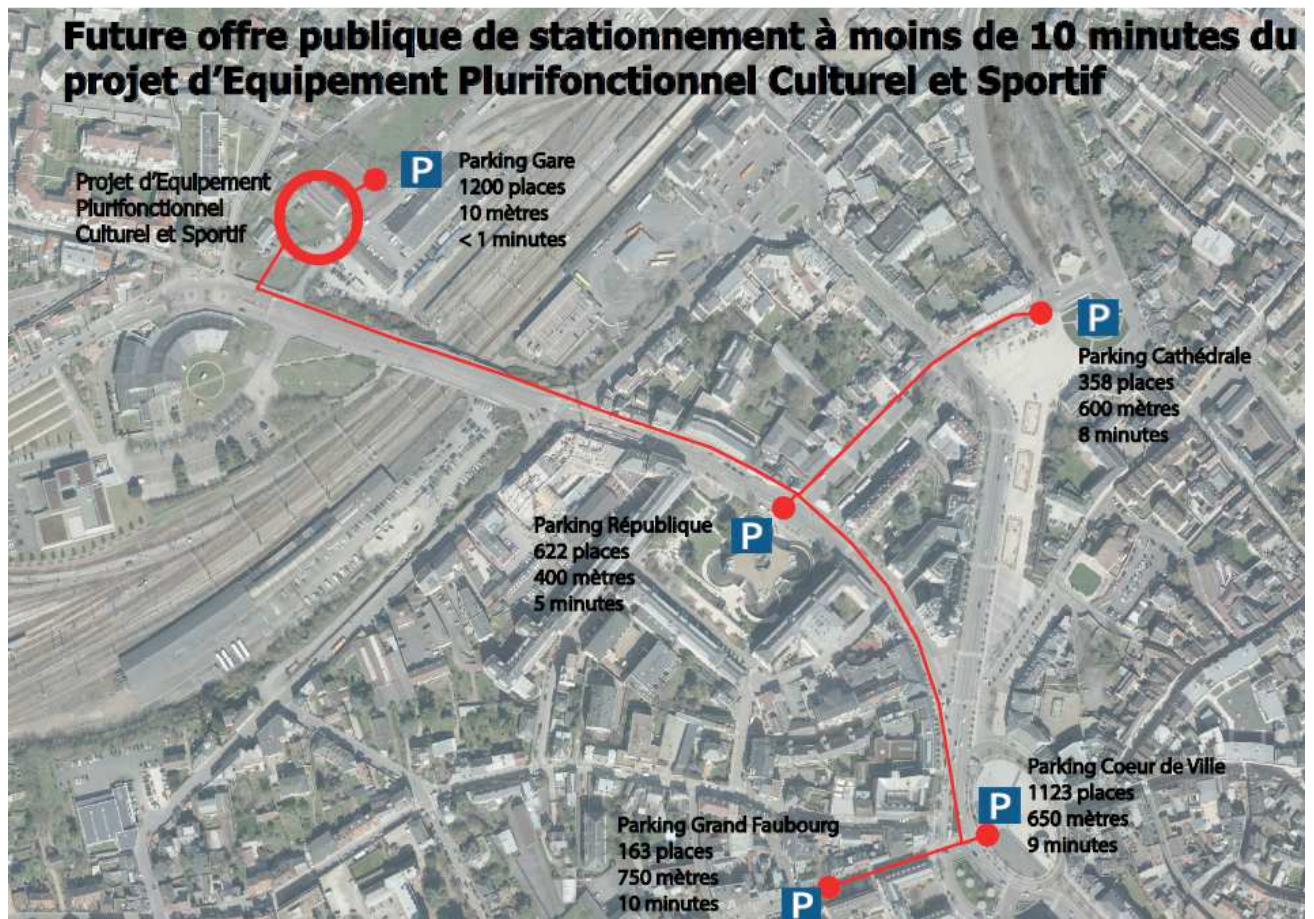 Future offre publique de stationnement à moins de 10 minutes du
projet d'Equipement Plurifonctionnel Culturel et Sportif
Projet d'Equipement
Plurifonctionnel
Culturel et Sportif
P
Parking Gare
1200 places
10 mètres
< 1 minutes
P
Parking Cathédrale
358 places
600 mètres
8 minutes
Parking République
622 places
400 mètres
5 minutes
P
Parking Coeur de Ville
1123 places
650 mètres
9 minutes
P
Parking Grand Faubourg
163 places
750 mètres
10 minutes
P